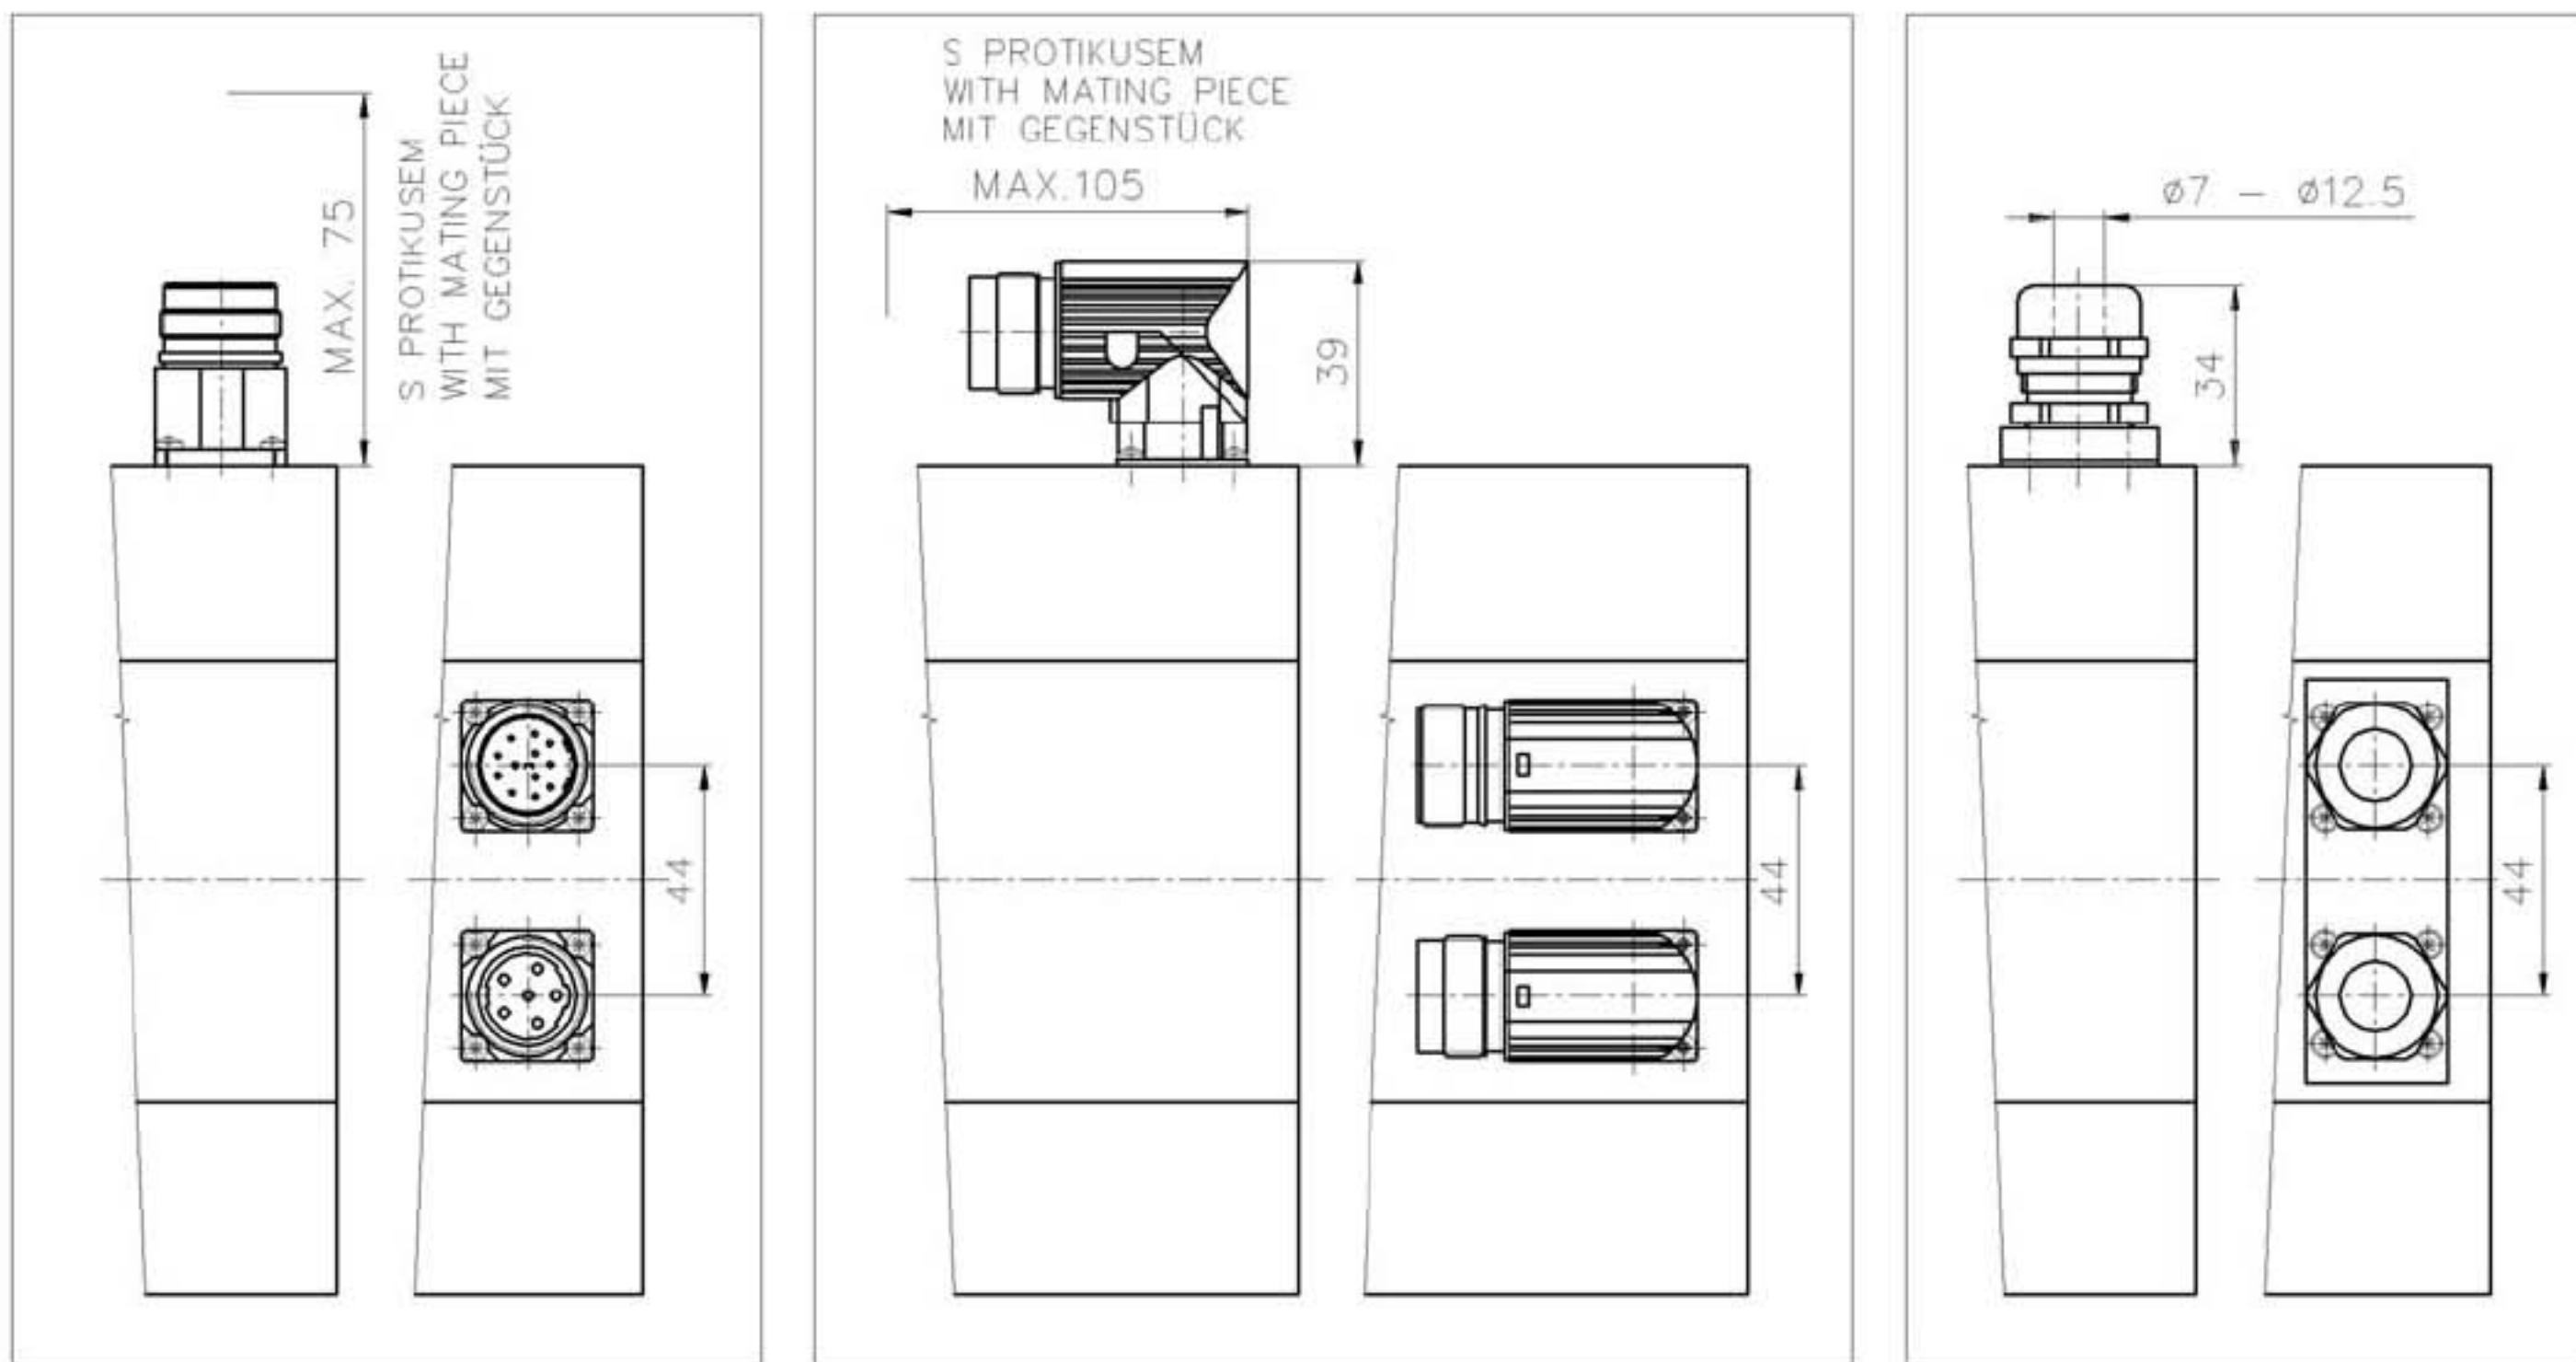 MAX. 75
S PROTIKUSEM
WITH MATING PIECE
MIT GEGENSTÜCK
44
S PROTIKUSEM
WITH MATING PIECE
MIT GEGENSTÜCK
MAX.105
39
44
ø7 – ø12.5
34
44